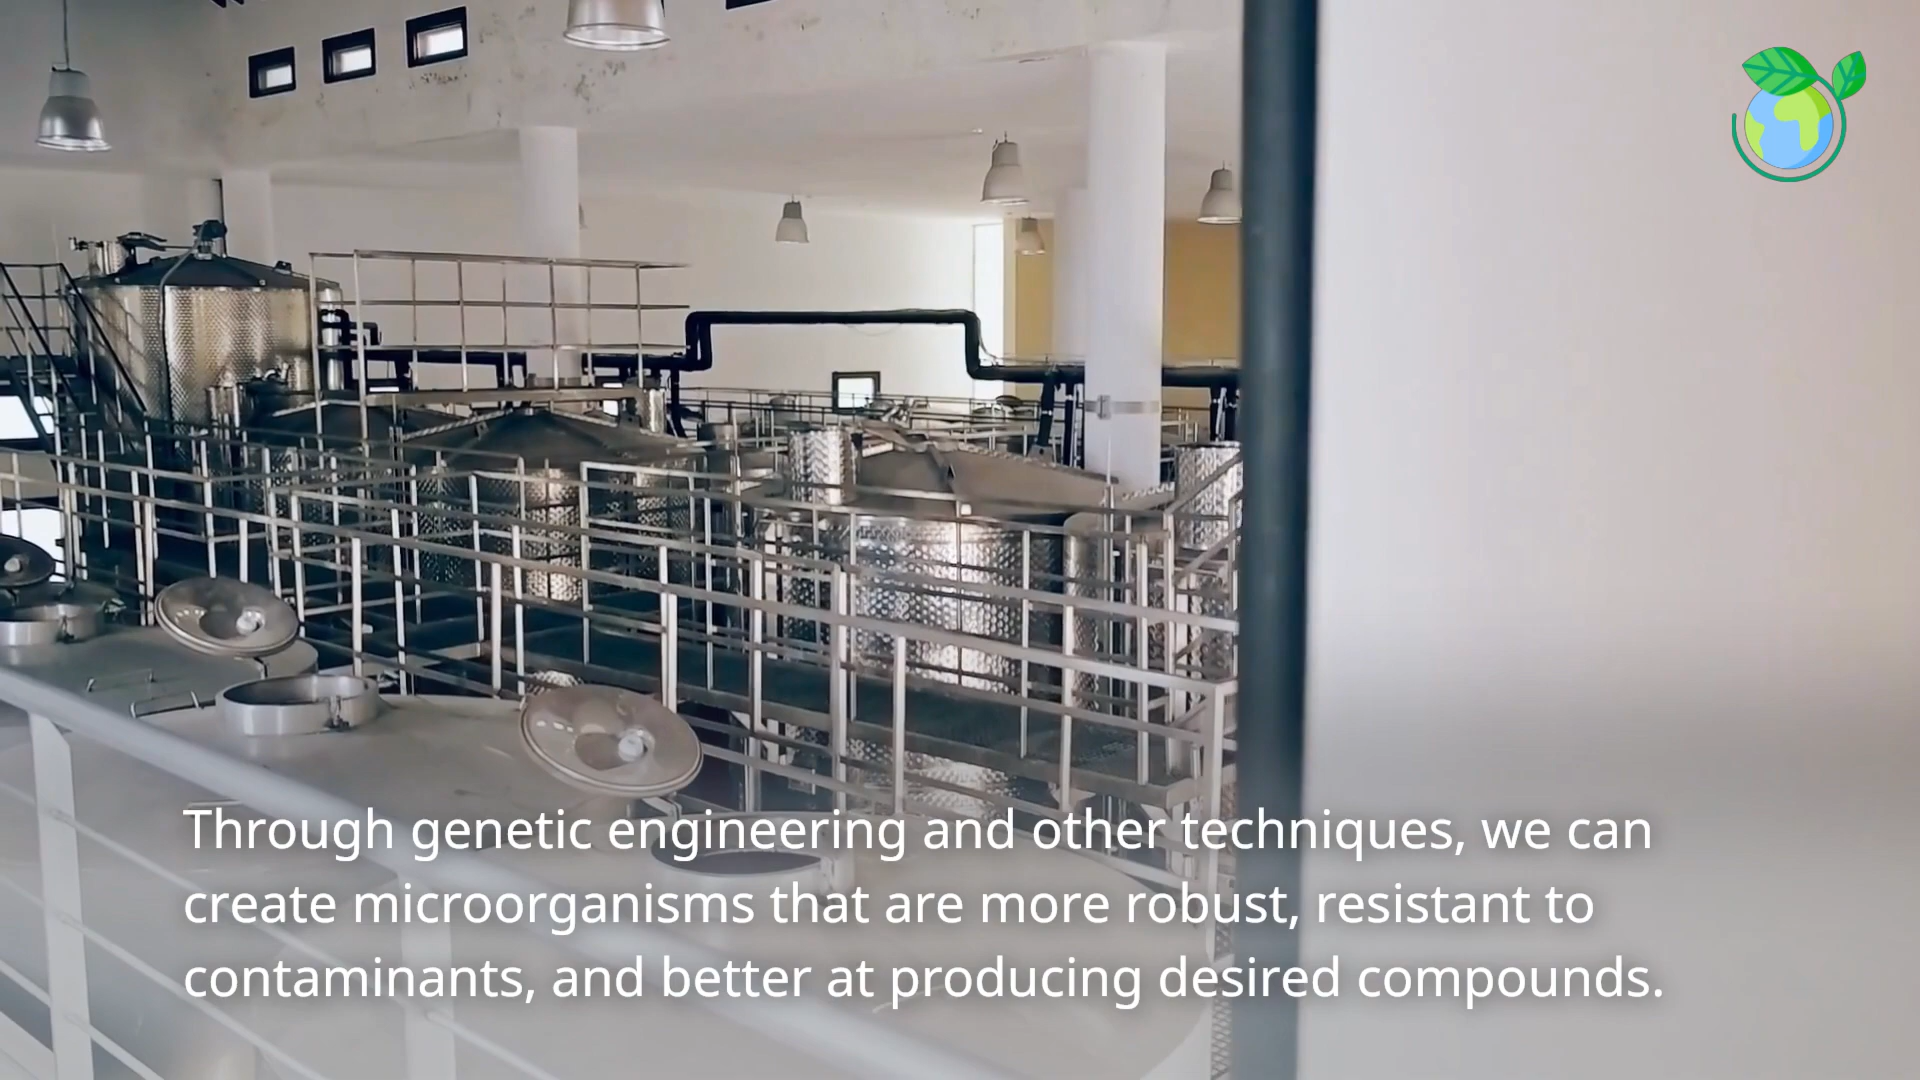 Through genetic engineering and other techniques, we can
create microorganisms that are more robust, resistant to
contaminants, and better at producing desired compounds.